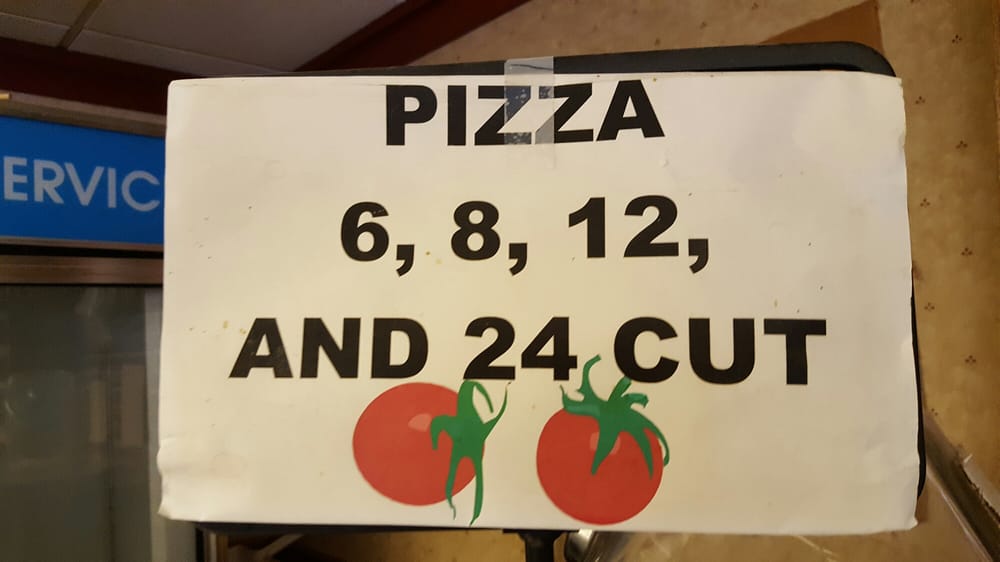 ERVIC
PIZZA
6, 8, 12,
AND 24 CUT